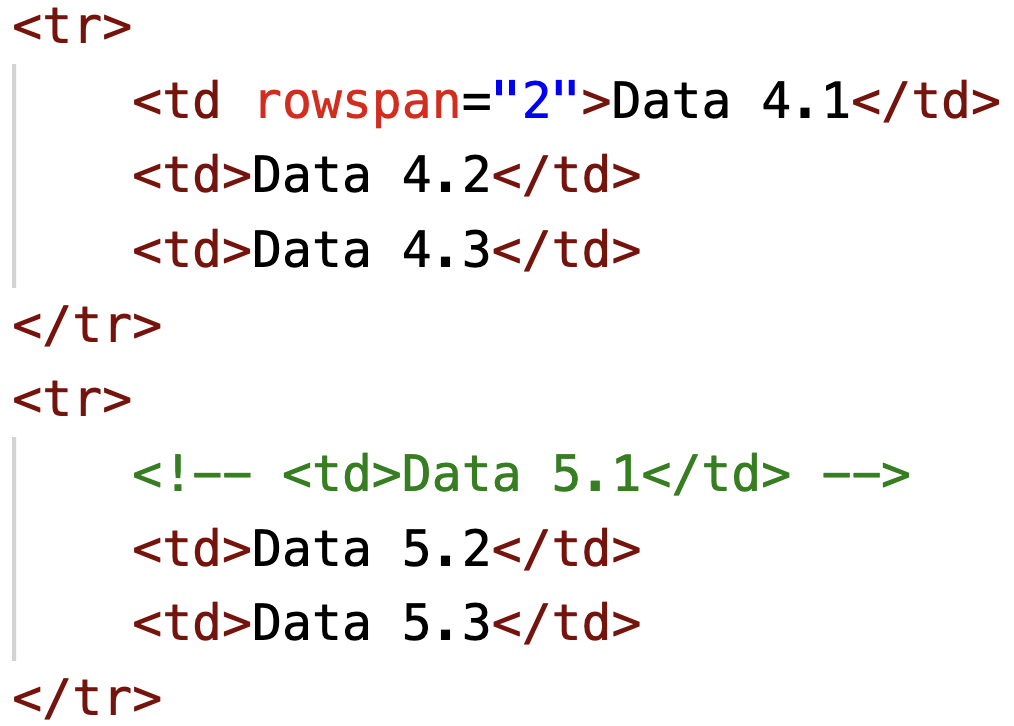 <tr>
<td rowspan="2">Data 4.1</td>
<td>Data 4.2</td>
<td>Data 4.3</td>
</tr>
<tr>
<!-- <td>Data 5.1</td> -->
<td>Data 5.2</td>
<td>Data 5.3</td>
</tr>